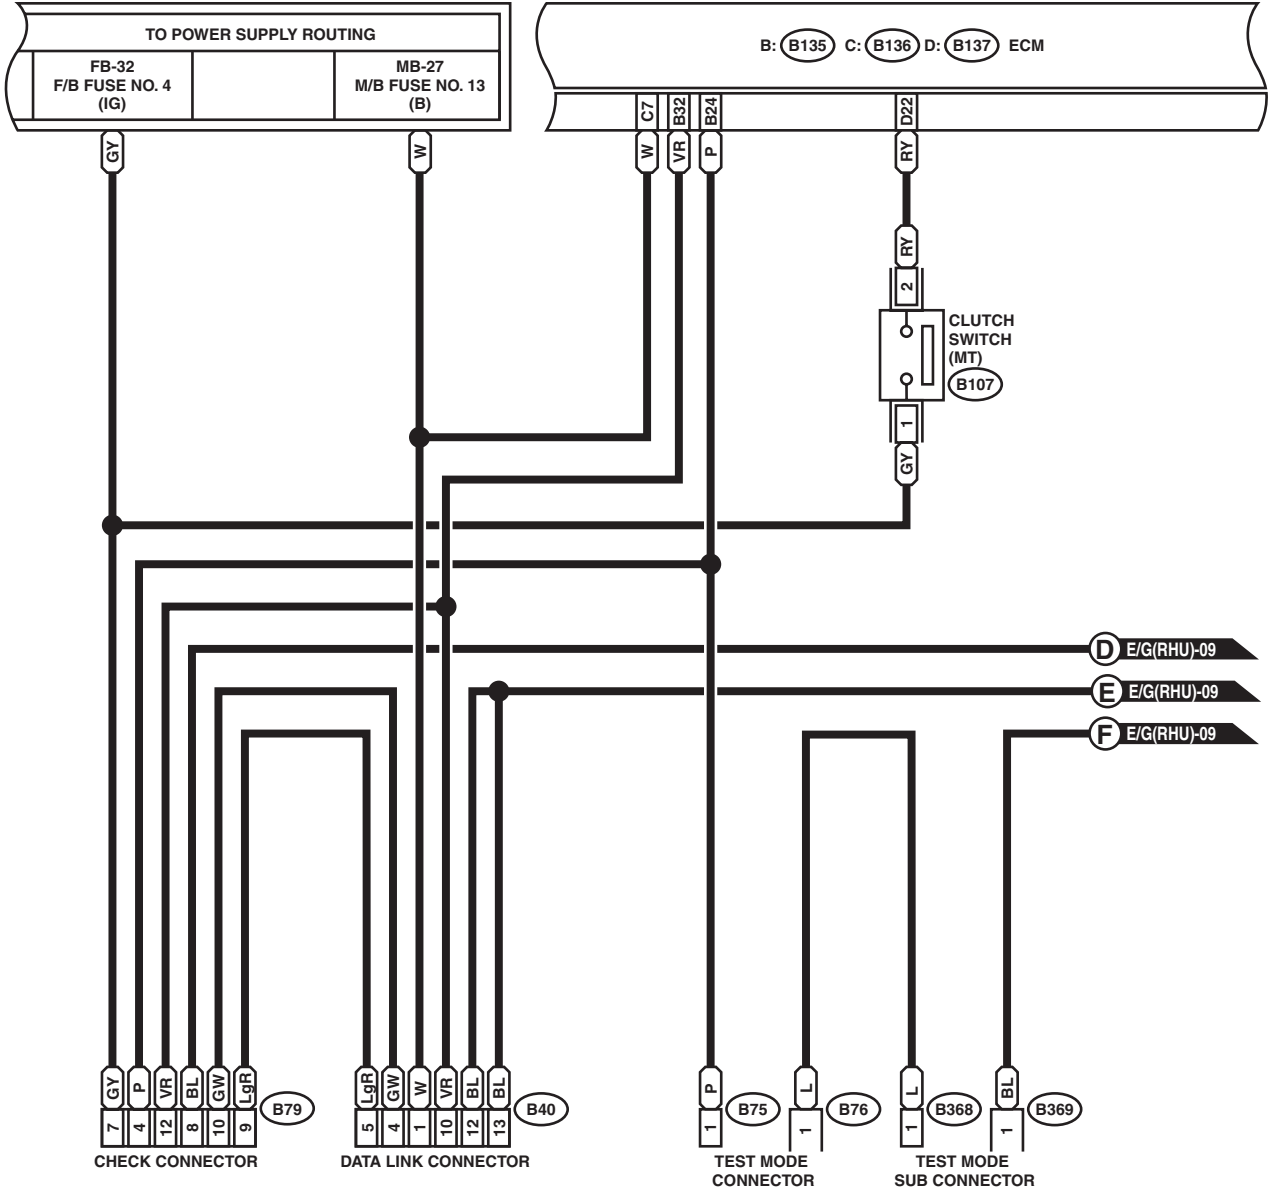 TO POWER SUPPLY ROUTING
FB-32
F/B FUSE NO. 4
(IG)
MB-27
M/B FUSE NO. 13
(B)
B: B135 C: B136 D: B137 ECM
C7 B32 B24 D22
GY W W VR P RY
RY
2
CLUTCH
SWITCH
(MT)
B107
1
GY
D E/G(RHU)-09
E E/G(RHU)-09
F E/G(RHU)-09
GY P VR BL GW LgR
7 4 12 8 10 9
B79
CHECK CONNECTOR
LgR GW W VR BL BL
5 4 1 10 12 13
B40
DATA LINK CONNECTOR
P L
1 B75 1 B76
TEST MODE
CONNECTOR
L BL
1 B368 1 B369
TEST MODE
SUB CONNECTOR